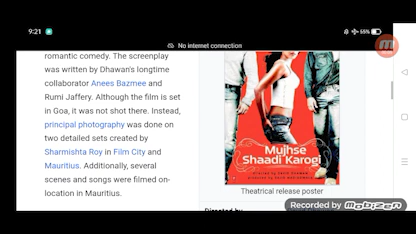 9:21
55%
No internet connection
romantic comedy. The screenplay
was written by Dhawan's longtime
collaborator Anees Bazmee and
Rumi Jaffery. Although the film is set
in Goa, it was not shot there. Instead,
principal photography was done on
two detailed sets created by
Sharmishta Roy in Film City and
Mauritius. Additionally, several
scenes and songs were filmed on-
location in Mauritius.
Mujhse
Shaadi Karogi
Theatrical release poster
Directed by
Recorded by mobizen